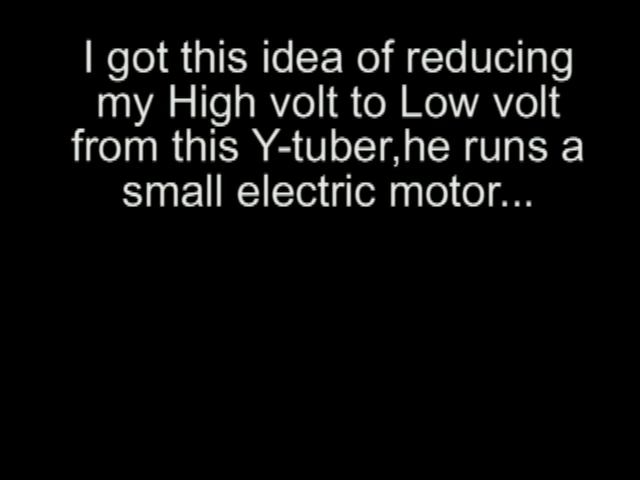 I got this idea of reducing
my High volt to Low volt
from this Y-tuber,he runs a
small electric motor...